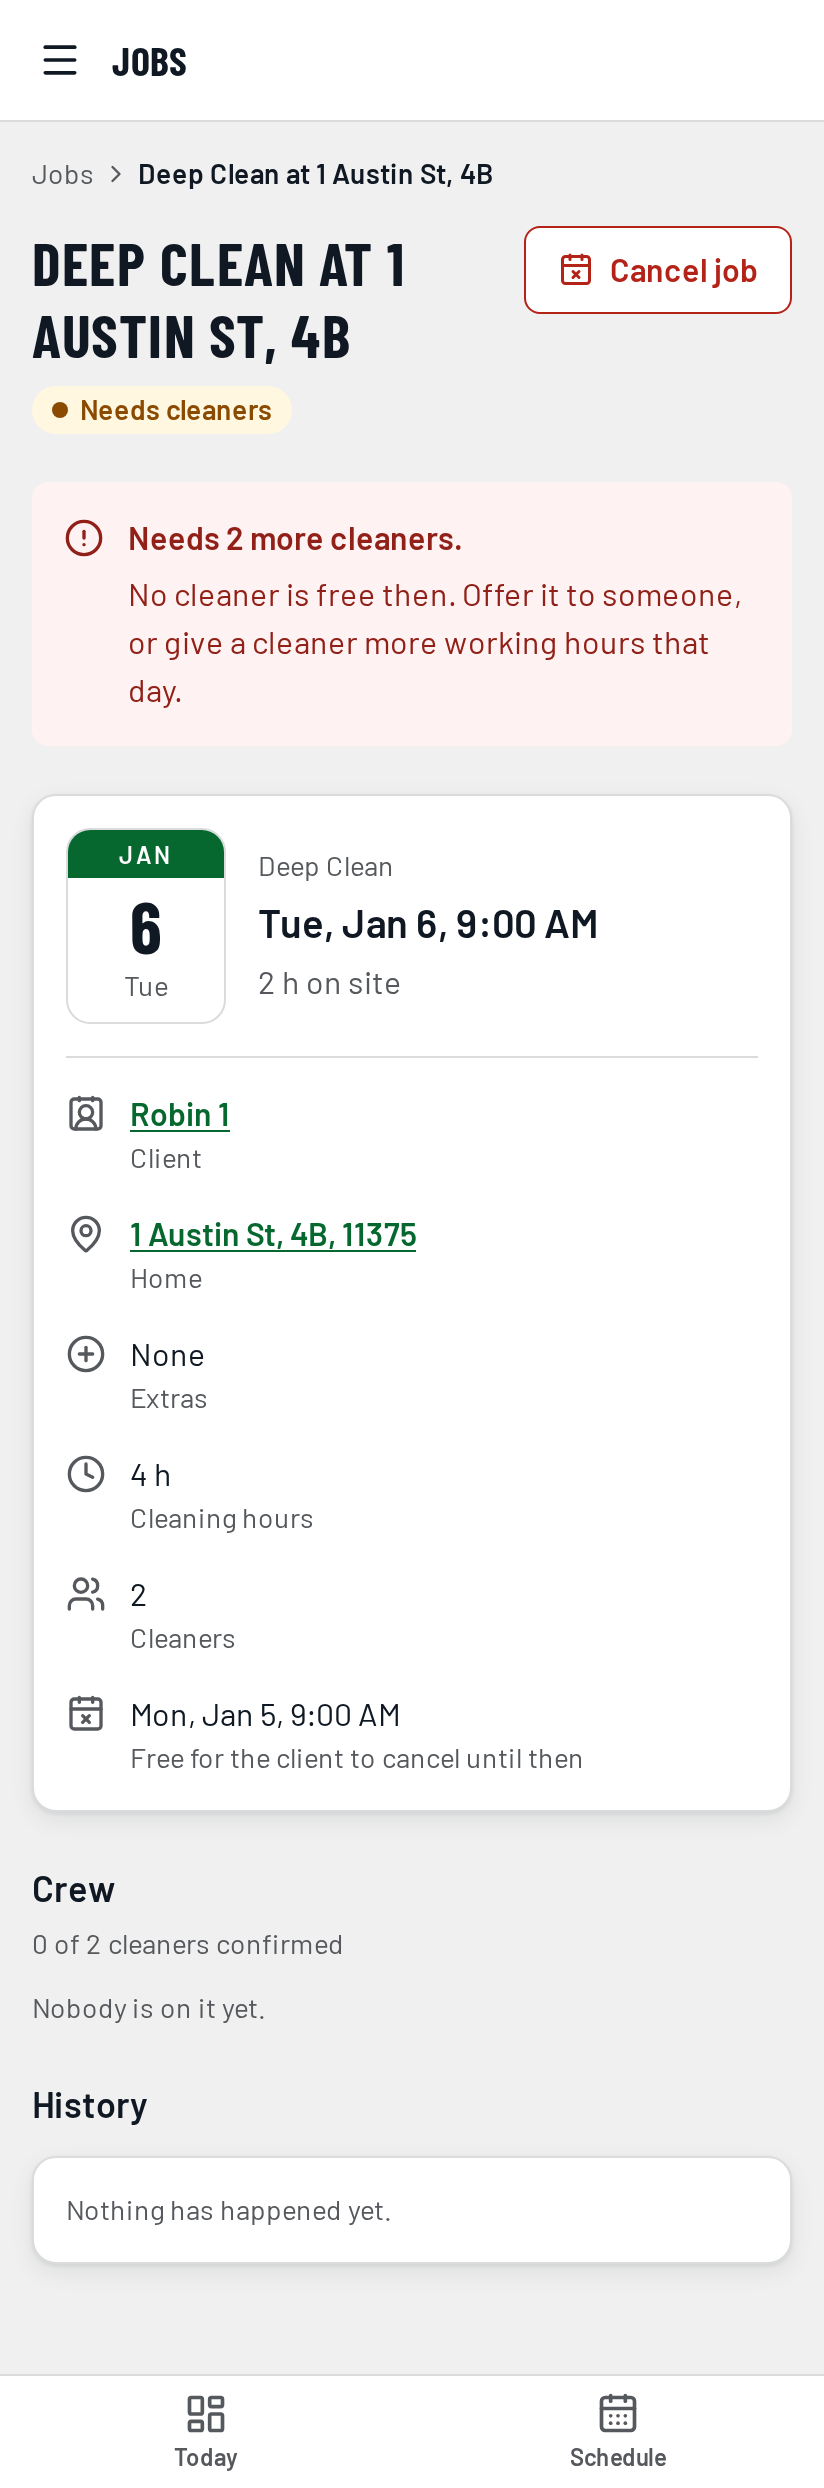 JOBS
Jobs > Deep Clean at 1 Austin St, 4B
DEEP CLEAN AT 1
AUSTIN ST, 4B
Cancel job
Needs cleaners
Needs 2 more cleaners.
No cleaner is free then. Offer it to someone,
or give a cleaner more working hours that
day.
JAN
6
Tue
Deep Clean
Tue, Jan 6, 9:00 AM
2 h on site
Robin 1
Client
1 Austin St, 4B, 11375
Home
None
Extras
4 h
Cleaning hours
2
Cleaners
Mon, Jan 5, 9:00 AM
Free for the client to cancel until then
Crew
0 of 2 cleaners confirmed
Nobody is on it yet.
History
Nothing has happened yet.
Today
Schedule